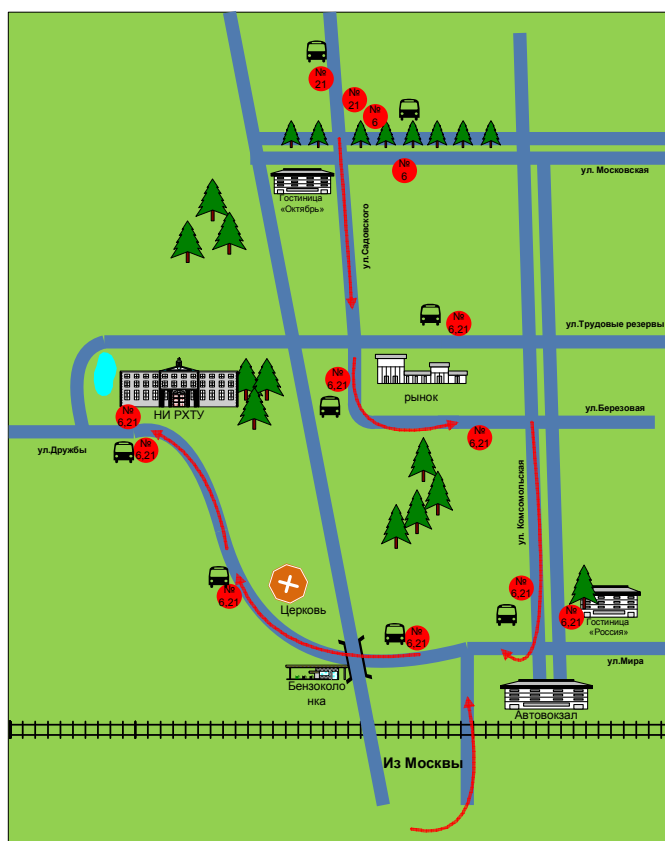 №
21
№
21
№
6
№
6
ул. Московская
Гостиница
«Октябрь»
ул.Садовского
№
6,21
ул.Трудовые резервы
№
6,21
рынок
НИ РХТУ
№
6,21
ул.Березовая
№
6,21
№
6,21
ул.Дружбы
ул. Комсомольская
№
6,21
№
6,21
Церковь
№
6,21
Гостиница
«Россия»
№
6,21
ул.Мира
Бензоколо
нка
Автовокзал
Из Москвы